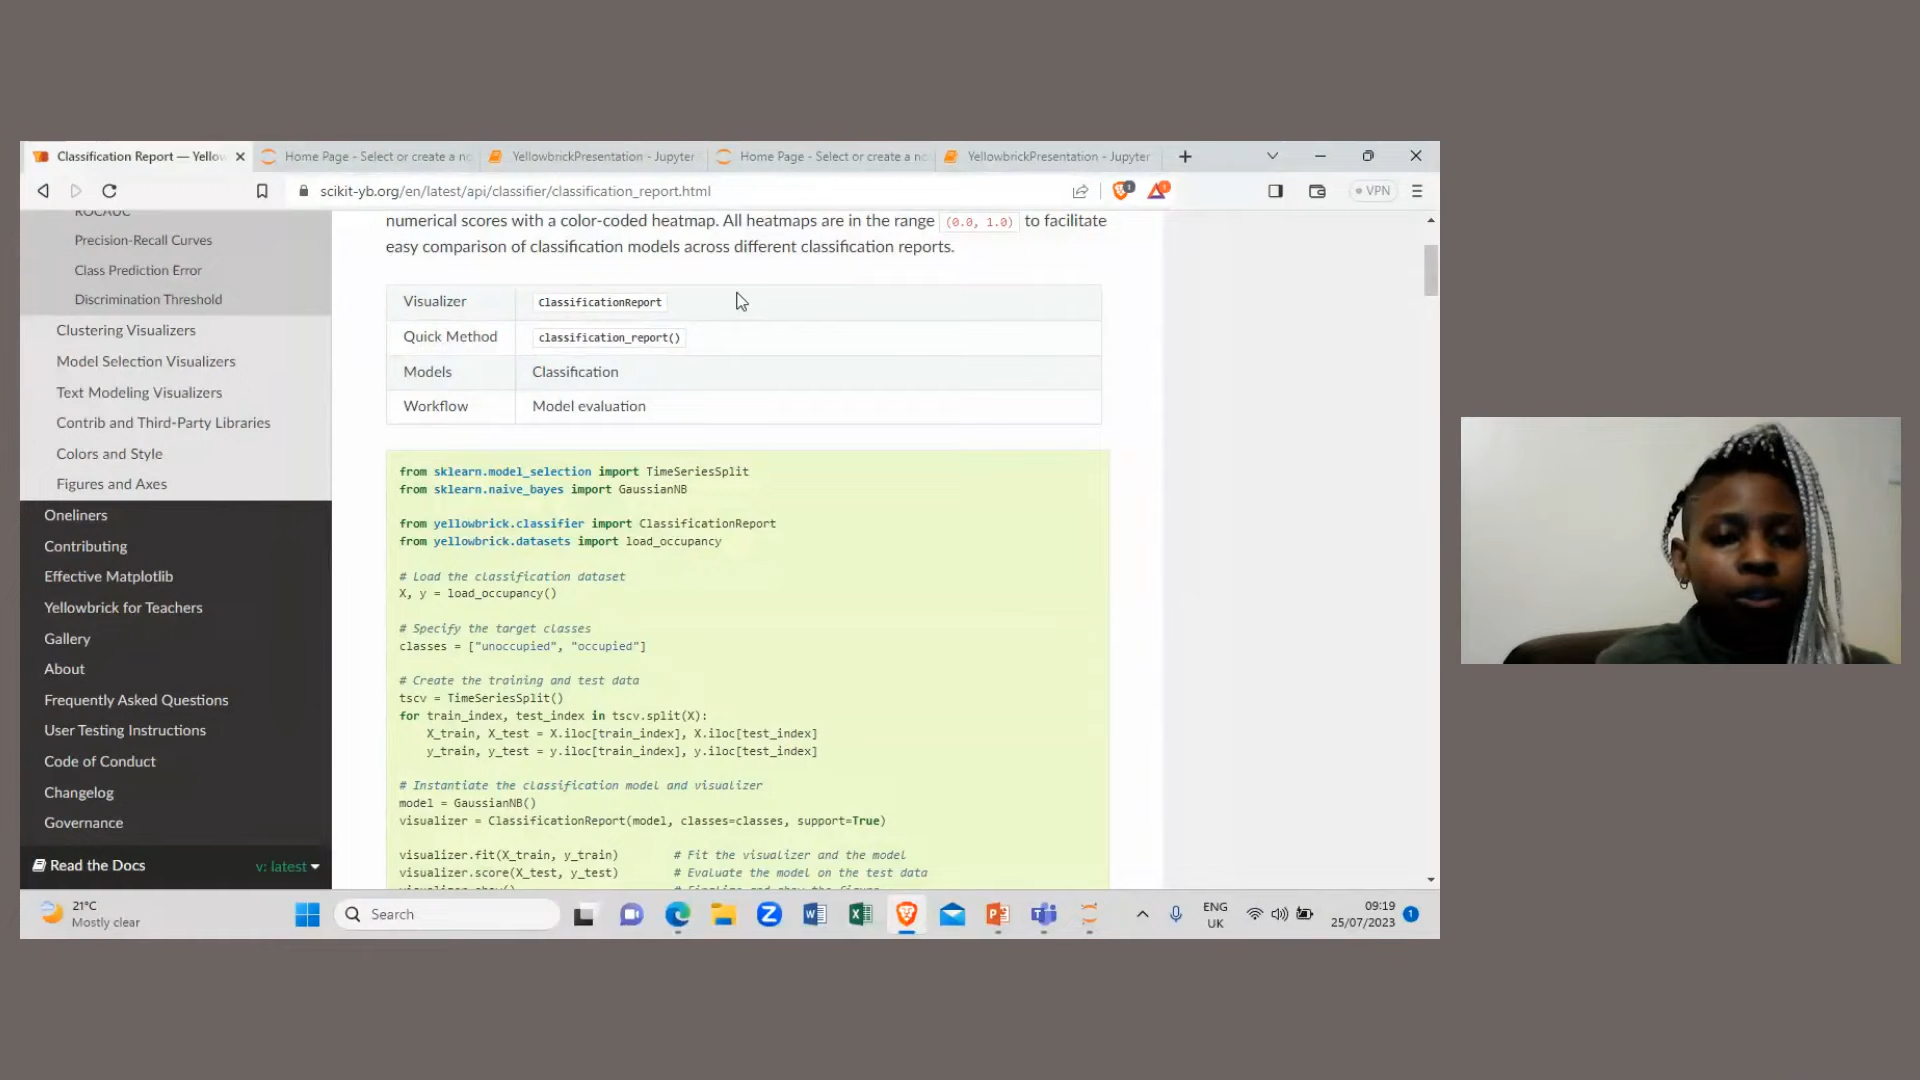 Classification Report — Yellow
Home Page - Select or create a no
YellowbrickPresentation - Jupyter
Home Page - Select or create a no
YellowbrickPresentation - Jupyter
scikit-yb.org/en/latest/api/classifier/classification_report.html
VPN
ROCAUC
Precision-Recall Curves
Class Prediction Error
Discrimination Threshold
Clustering Visualizers
Model Selection Visualizers
Text Modeling Visualizers
Contrib and Third-Party Libraries
Colors and Style
Figures and Axes
Oneliners
Contributing
Effective Matplotlib
Yellowbrick for Teachers
Gallery
About
Frequently Asked Questions
User Testing Instructions
Code of Conduct
Changelog
Governance
Read the Docs v: latest
numerical scores with a color-coded heatmap. All heatmaps are in the range (0.0, 1.0) to facilitate
easy comparison of classification models across different classification reports.
Visualizer ClassificationReport
Quick Method classification_report()
Models Classification
Workflow Model evaluation
from sklearn.model_selection import TimeSeriesSplit
from sklearn.naive_bayes import GaussianNB
from yellowbrick.classifier import ClassificationReport
from yellowbrick.datasets import load_occupancy
# Load the classification dataset
X, y = load_occupancy()
# Specify the target classes
classes = ["unoccupied", "occupied"]
# Create the training and test data
tscv = TimeSeriesSplit()
for train_index, test_index in tscv.split(X):
X_train, X_test = X.iloc[train_index], X.iloc[test_index]
y_train, y_test = y.iloc[train_index], y.iloc[test_index]
# Instantiate the classification model and visualizer
model = GaussianNB()
visualizer = ClassificationReport(model, classes=classes, support=True)
visualizer.fit(X_train, y_train) # Fit the visualizer and the model
visualizer.score(X_test, y_test) # Evaluate the model on the test data
visualizer.show() # Finalize and show the figure
21°C
Mostly clear
Search
ENG
UK
09:19
25/07/2023
1